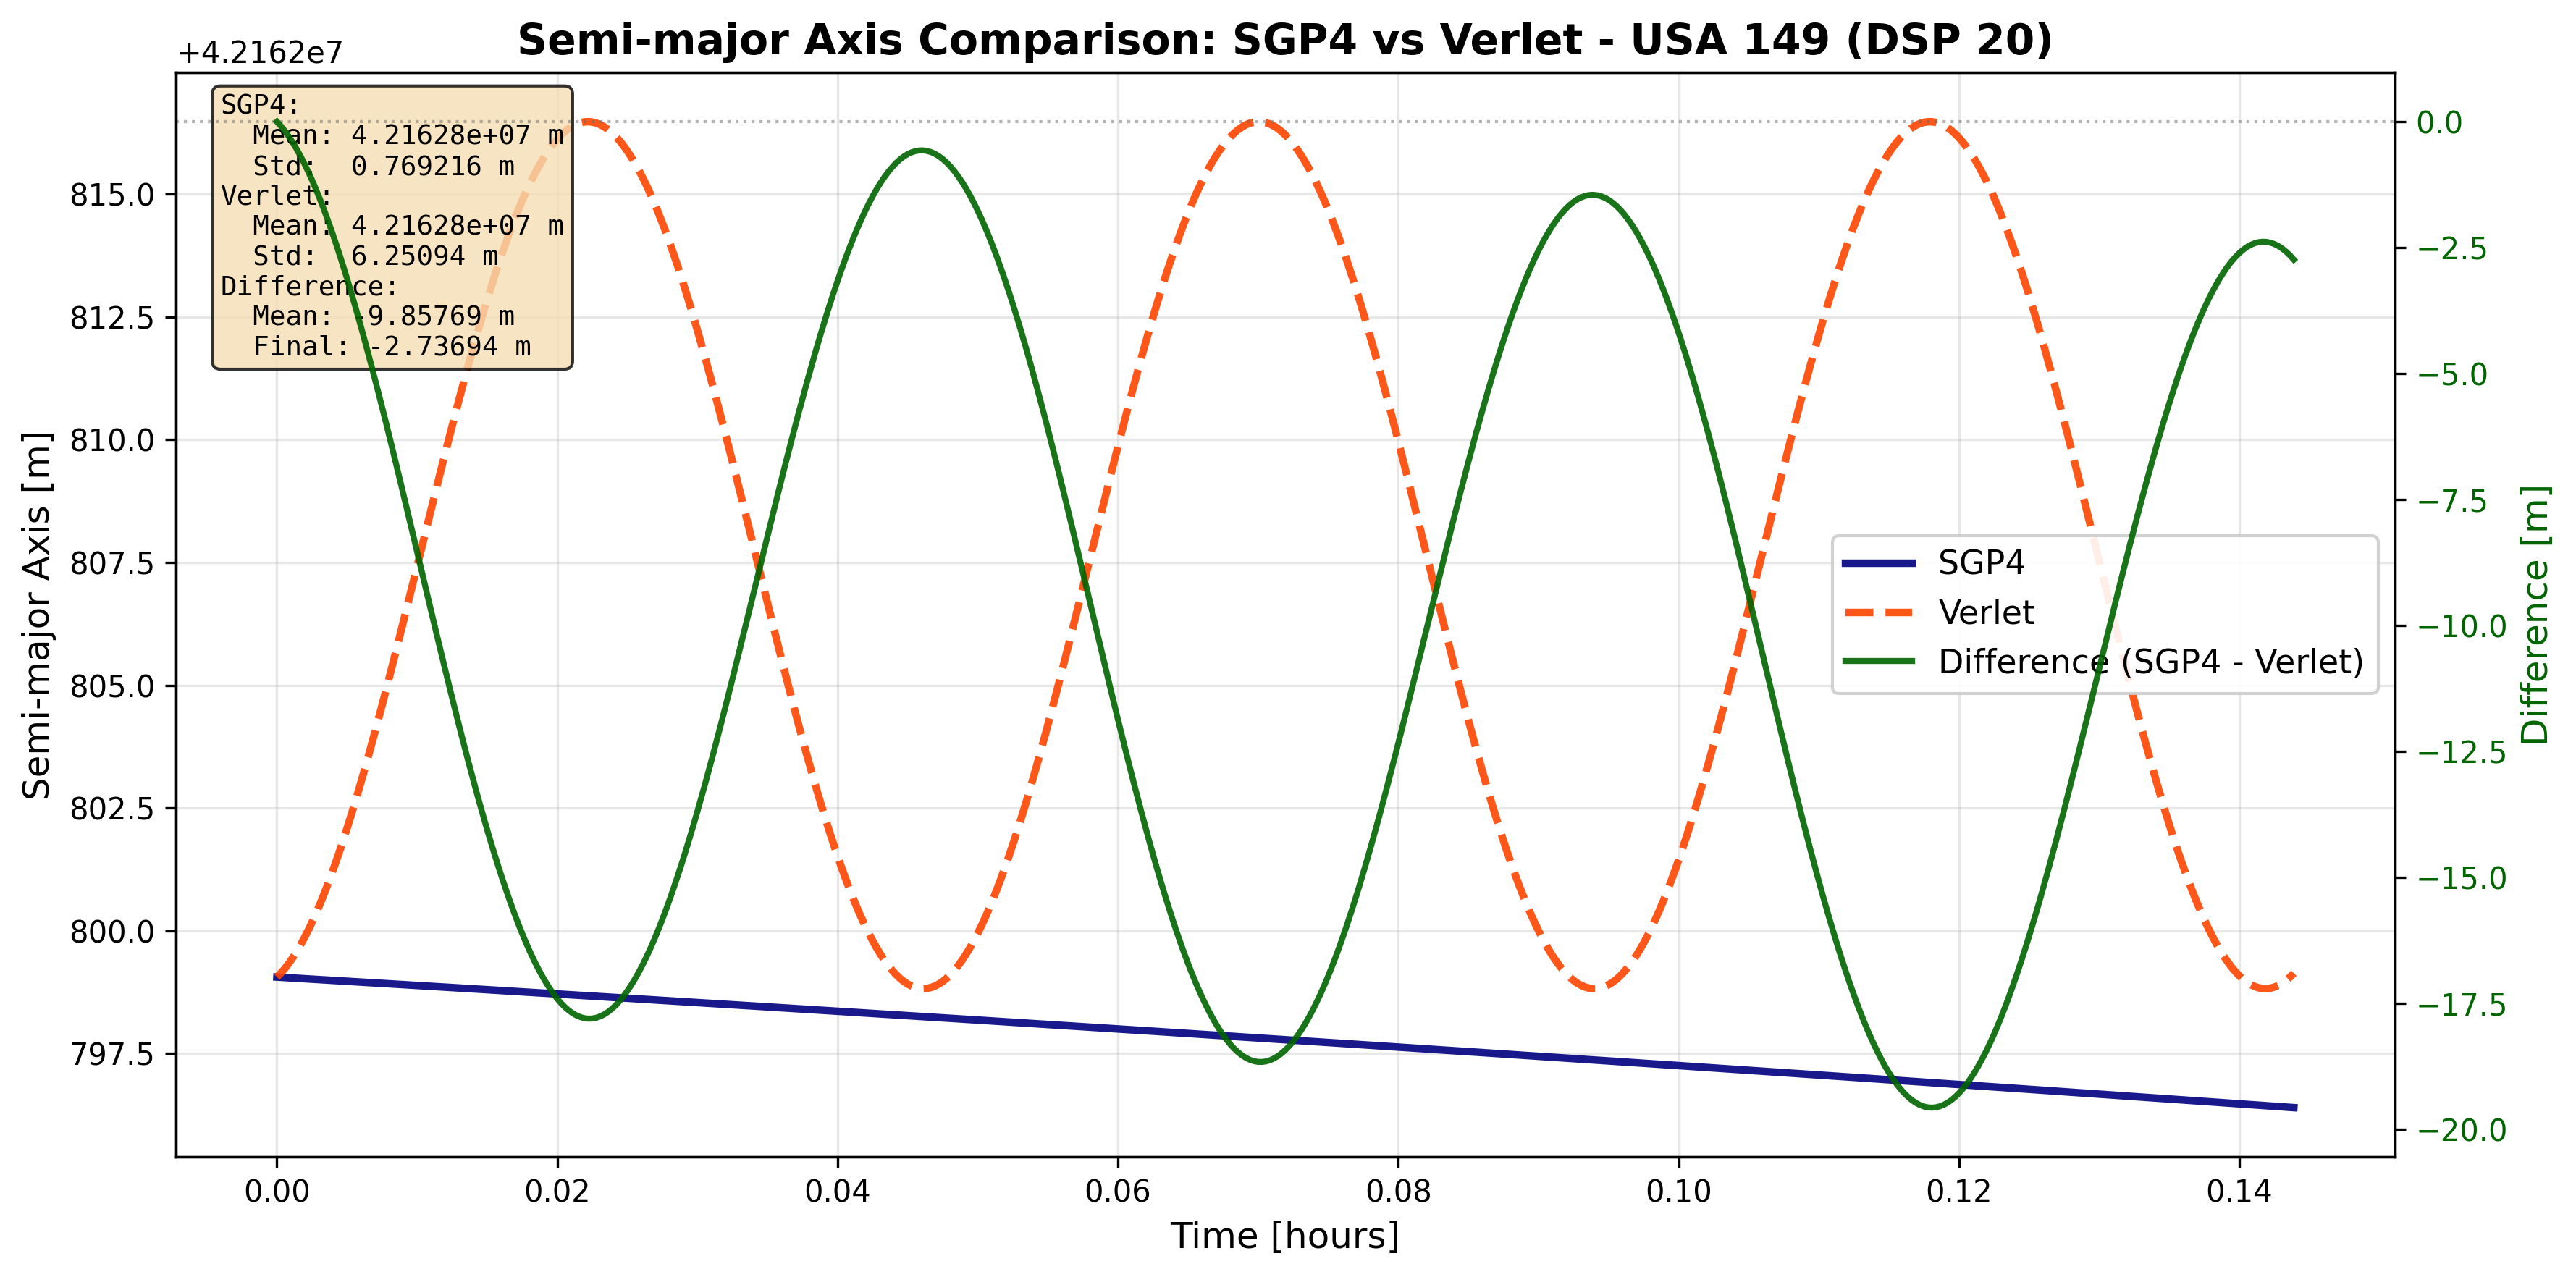 Semi-major Axis Comparison: SGP4 vs Verlet - USA 149 (DSP 20)
+4.2162e7
SGP4:
Mean: 4.21628e+07 m
Std: 0.769216 m
Verlet:
Mean: 4.21628e+07 m
Std: 6.25094 m
Difference:
Mean: -9.85769 m
Final: -2.73694 m
Semi-major Axis [m]
815.0
812.5
810.0
807.5
805.0
802.5
800.0
797.5
SGP4
Verlet
Difference (SGP4 - Verlet)
0.0
−2.5
−5.0
−7.5
−10.0
−12.5
−15.0
−17.5
−20.0
Difference [m]
0.00
0.02
0.04
0.06
0.08
0.10
0.12
0.14
Time [hours]